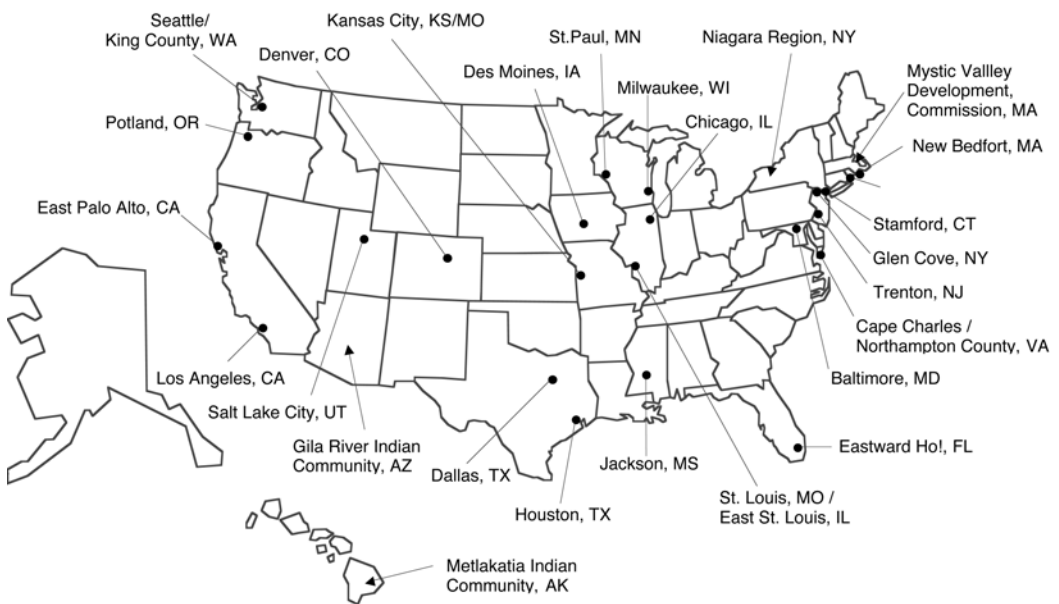 Seattle/
King County, WA
Kansas City, KS/MO
Denver, CO
St.Paul, MN
Niagara Region, NY
Des Moines, IA
Milwaukee, WI
Mystic Vallley
Development,
Commission, MA
Potland, OR
Chicago, IL
New Bedfort, MA
East Palo Alto, CA
Stamford, CT
Glen Cove, NY
Trenton, NJ
Cape Charles /
Northampton County, VA
Los Angeles, CA
Baltimore, MD
Salt Lake City, UT
Gila River Indian
Community, AZ
Dallas, TX
Jackson, MS
Eastward Ho!, FL
Houston, TX
St. Louis, MO /
East St. Louis, IL
Metlakatia Indian
Community, AK